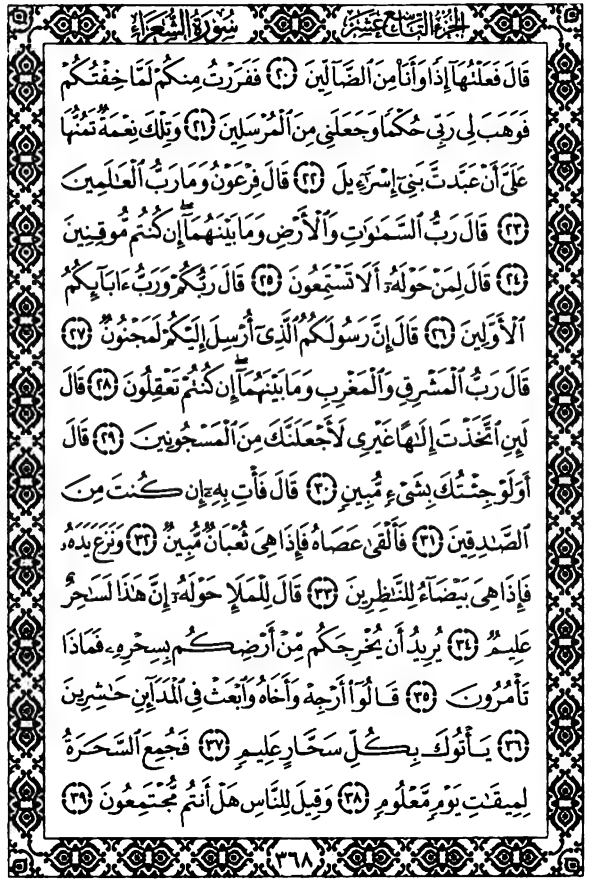 الجزء التاسع عشر سورة الشعراء
قَالَ فَعَلْتُهَآ إِذًا وَأَنَا۠ مِنَ ٱلضَّآلِّينَ ﴿٢٠﴾ فَفَرَرْتُ مِنكُمْ لَمَّا خِفْتُكُمْ
فَوَهَبَ لِى رَبِّى حُكْمًا وَجَعَلَنِى مِنَ ٱلْمُرْسَلِينَ ﴿٢١﴾ وَتِلْكَ نِعْمَةٌ تَمُنُّهَا
عَلَىَّ أَنْ عَبَّدتَّ بَنِىٓ إِسْرَٰٓءِيلَ ﴿٢٢﴾ قَالَ فِرْعَوْنُ وَمَا رَبُّ ٱلْعَٰلَمِينَ
﴿٢٣﴾ قَالَ رَبُّ ٱلسَّمَٰوَٰتِ وَٱلْأَرْضِ وَمَا بَيْنَهُمَآ ۖ إِن كُنتُم مُّوقِنِينَ
﴿٢٤﴾ قَالَ لِمَنْ حَوْلَهُۥٓ أَلَا تَسْتَمِعُونَ ﴿٢٥﴾ قَالَ رَبُّكُمْ وَرَبُّ ءَابَآئِكُمُ
ٱلْأَوَّلِينَ ﴿٢٦﴾ قَالَ إِنَّ رَسُولَكُمُ ٱلَّذِىٓ أُرْسِلَ إِلَيْكُمْ لَمَجْنُونٌ ﴿٢٧﴾
قَالَ رَبُّ ٱلْمَشْرِقِ وَٱلْمَغْرِبِ وَمَا بَيْنَهُمَآ ۖ إِن كُنتُمْ تَعْقِلُونَ ﴿٢٨﴾ قَالَ
لَئِنِ ٱتَّخَذْتَ إِلَٰهًا غَيْرِى لَأَجْعَلَنَّكَ مِنَ ٱلْمَسْجُونِينَ ﴿٢٩﴾ قَالَ
أَوَلَوْ جِئْتُكَ بِشَىْءٍ مُّبِينٍ ﴿٣٠﴾ قَالَ فَأْتِ بِهِۦٓ إِن كُنتَ مِنَ
ٱلصَّٰدِقِينَ ﴿٣١﴾ فَأَلْقَىٰ عَصَاهُ فَإِذَا هِىَ ثُعْبَانٌ مُّبِينٌ ﴿٣٢﴾ وَنَزَعَ يَدَهُۥ
فَإِذَا هِىَ بَيْضَآءُ لِلنَّٰظِرِينَ ﴿٣٣﴾ قَالَ لِلْمَلَإِ حَوْلَهُۥٓ إِنَّ هَٰذَا لَسَٰحِرٌ
عَلِيمٌ ﴿٣٤﴾ يُرِيدُ أَن يُخْرِجَكُم مِّنْ أَرْضِكُم بِسِحْرِهِۦ فَمَاذَا
تَأْمُرُونَ ﴿٣٥﴾ قَالُوٓا۟ أَرْجِهْ وَأَخَاهُ وَٱبْعَثْ فِى ٱلْمَدَآئِنِ حَٰشِرِينَ
﴿٣٦﴾ يَأْتُوكَ بِكُلِّ سَحَّارٍ عَلِيمٍ ﴿٣٧﴾ فَجُمِعَ ٱلسَّحَرَةُ
لِمِيقَٰتِ يَوْمٍ مَّعْلُومٍ ﴿٣٨﴾ وَقِيلَ لِلنَّاسِ هَلْ أَنتُم مُّجْتَمِعُونَ ﴿٣٩﴾
٣٦٨